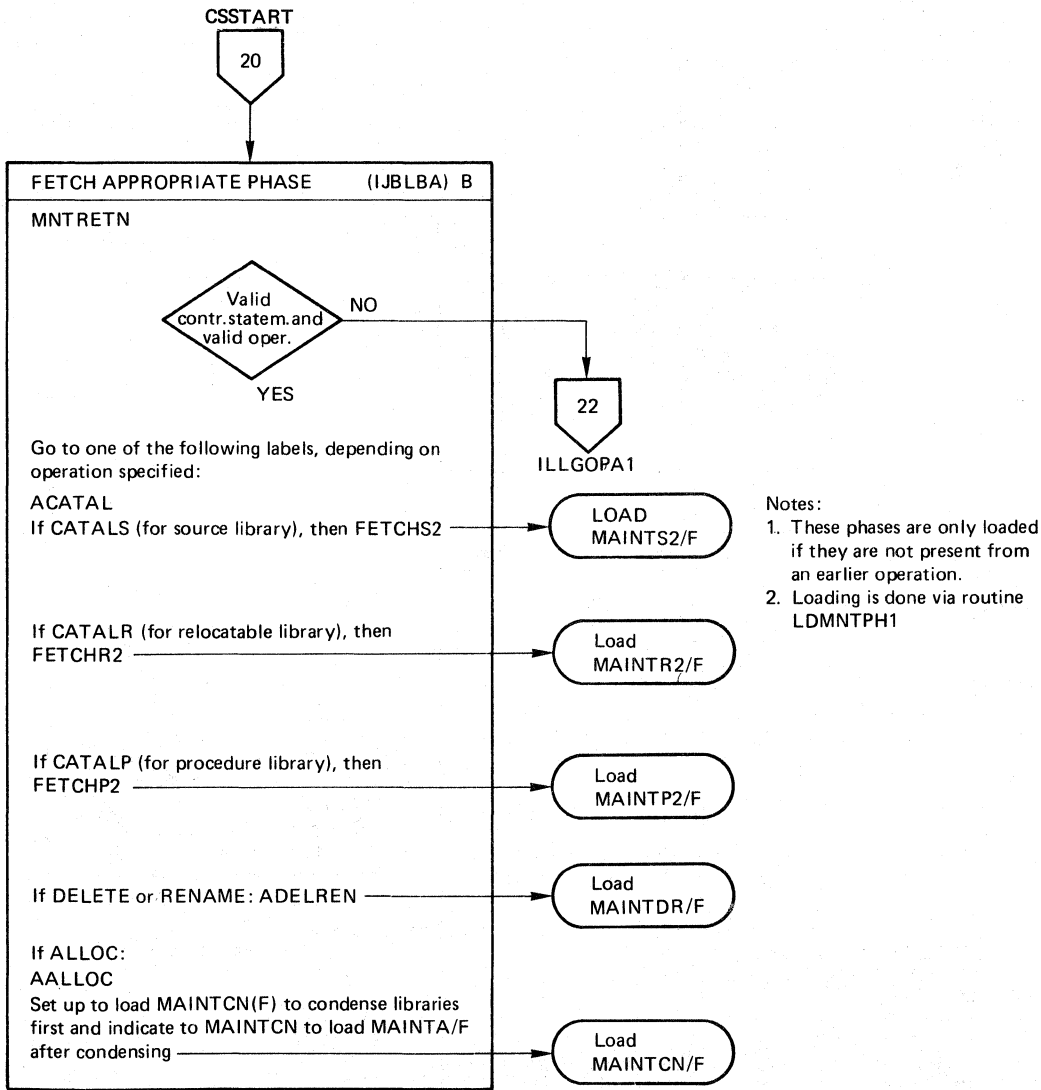 CSSTART
20
FETCH APPROPRIATE PHASE (IJBLBA) B
MNTRETN
Valid
contr.statem.and
valid oper.
NO
YES
22
ILLGOPA1
Go to one of the following labels, depending on
operation specified:
ACATAL
If CATALS (for source library), then FETCHS2
LOAD
MAINTS2/F
Notes:
1. These phases are only loaded
if they are not present from
an earlier operation.
2. Loading is done via routine
LDMNTPH1
If CATALR (for relocatable library), then
FETCHR2
Load
MAINTR2/F
If CATALP (for procedure library), then
FETCHP2
Load
MAINTP2/F
If DELETE or RENAME: ADELREN
Load
MAINTDR/F
If ALLOC:
AALLOC
Set up to load MAINTCN(F) to condense libraries
first and indicate to MAINTCN to load MAINTA/F
after condensing
Load
MAINTCN/F